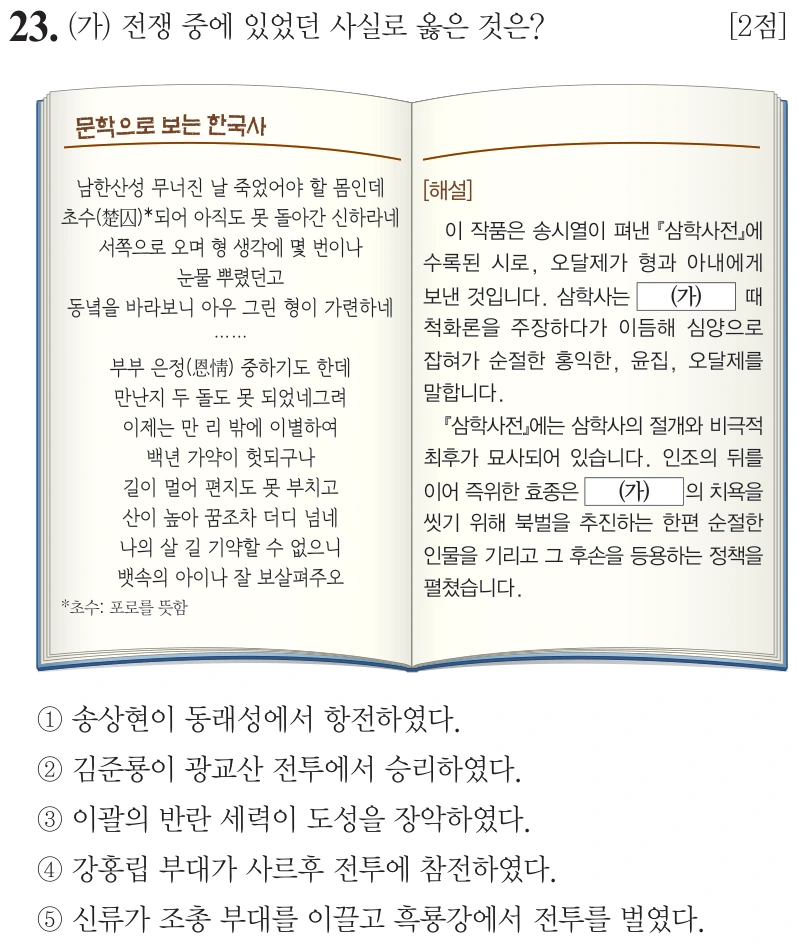 23. (가) 전쟁 중에 있었던 사실로 옳은 것은? [2점]
문학으로 보는 한국사
남한산성 무너진 날 죽었어야 할 몸인데
초수(楚囚)*되어 아직도 못 돌아간 신하라네
서쪽으로 오며 형 생각에 몇 번이나
눈물 뿌렸던고
동녘을 바라보니 아우 그린 형이 가련하네
……
부부 은정(恩情) 중하기도 한데
만난지 두 돌도 못 되었네그려
이제는 만 리 밖에 이별하여
백년 가약이 헛되구나
길이 멀어 편지도 못 부치고
산이 높아 꿈조차 더디 넘네
나의 살 길 기약할 수 없으니
뱃속의 아이나 잘 보살펴주오
*초수: 포로를 뜻함
[해설]
이 작품은 송시열이 펴낸 『삼학사전』에
수록된 시로, 오달제가 형과 아내에게
보낸 것입니다. 삼학사는 (가) 때
척화론을 주장하다가 이듬해 심양으로
잡혀가 순절한 홍익한, 윤집, 오달제를
말합니다.
『삼학사전』에는 삼학사의 절개와 비극적
최후가 묘사되어 있습니다. 인조의 뒤를
이어 즉위한 효종은 (가)의 치욕을
씻기 위해 북벌을 추진하는 한편 순절한
인물을 기리고 그 후손을 등용하는 정책을
펼쳤습니다.
① 송상현이 동래성에서 항전하였다.
② 김준룡이 광교산 전투에서 승리하였다.
③ 이괄의 반란 세력이 도성을 장악하였다.
④ 강홍립 부대가 사르후 전투에 참전하였다.
⑤ 신류가 조총 부대를 이끌고 흑룡강에서 전투를 벌였다.